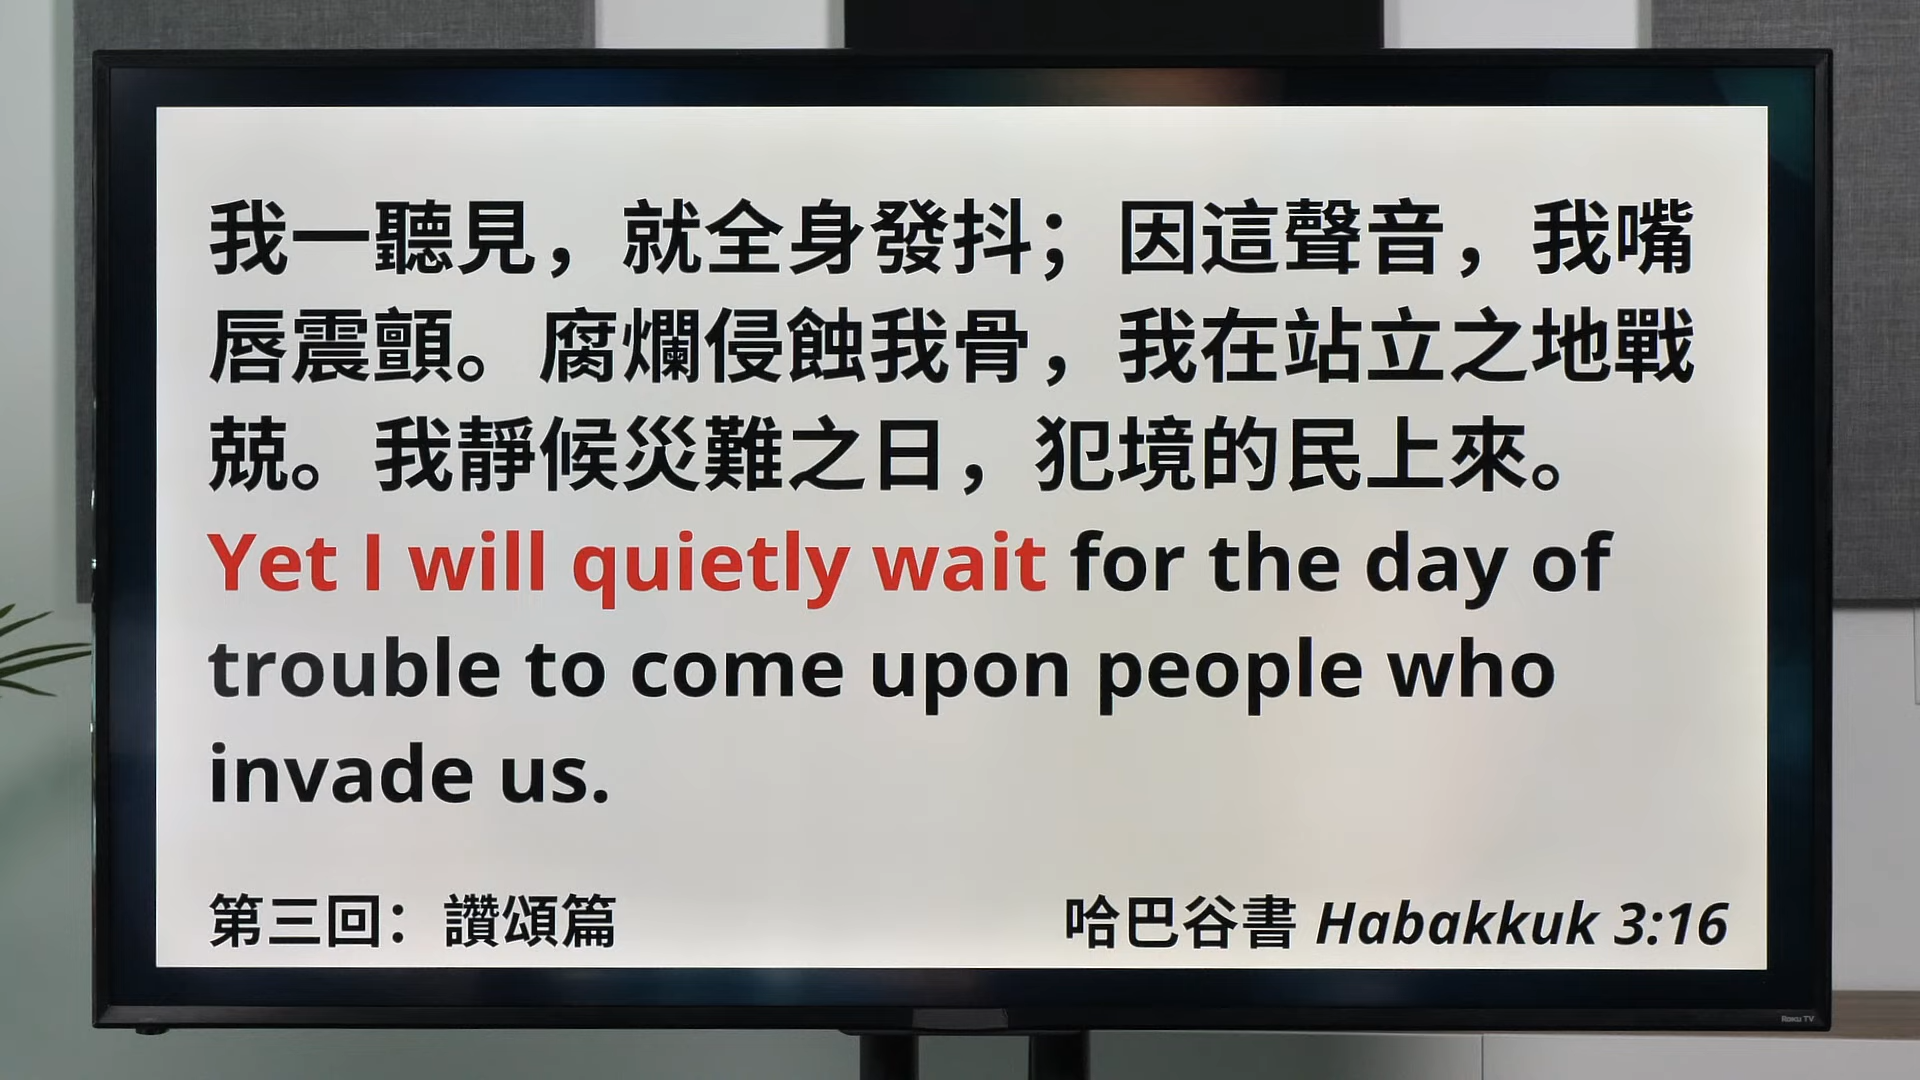 我一聽見，就全身發抖；因這聲音，我嘴
唇震顫。腐爛侵蝕我骨，我在站立之地戰
兢。我靜候災難之日，犯境的民上來。
Yet I will quietly wait for the day of
trouble to come upon people who
invade us.
第三回：讚頌篇
哈巴谷書 Habakkuk 3:16
Roku TV